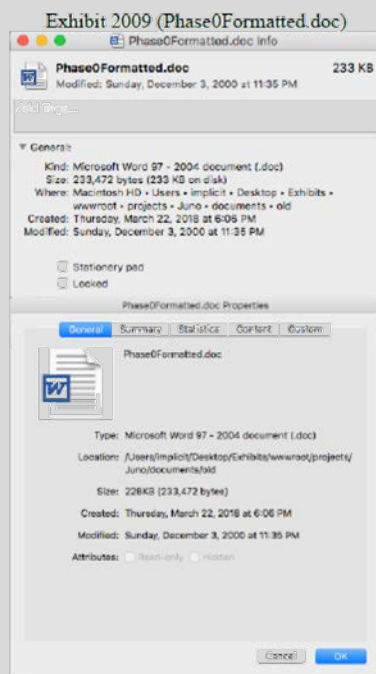 Exhibit 2009 (Phase0Formatted.doc)
Phase0Formatted.doc Info
Phase0Formatted.doc 233 KB
Modified: Sunday, December 3, 2000 at 11:35 PM
Add Tags...
General:
Kind: Microsoft Word 97 - 2004 document (.doc)
Size: 233,472 bytes (233 KB on disk)
Where: Macintosh HD • Users • implicit • Desktop • Exhibits •
wwwroot • projects • Juno • documents • old
Created: Thursday, March 22, 2018 at 6:06 PM
Modified: Sunday, December 3, 2000 at 11:35 PM
Stationery pad
Locked
Phase0Formatted.doc Properties
General Summary Statistics Content Custom
Phase0Formatted.doc
Type: Microsoft Word 97 - 2004 document (.doc)
Location: /Users/implicit/Desktop/Exhibits/wwwroot/projects/
Juno/documents/old
Size: 228KB (233,472 bytes)
Created: Thursday, March 22, 2018 at 6:06 PM
Modified: Sunday, December 3, 2000 at 11:35 PM
Attributes: Read-only Hidden
Cancel OK